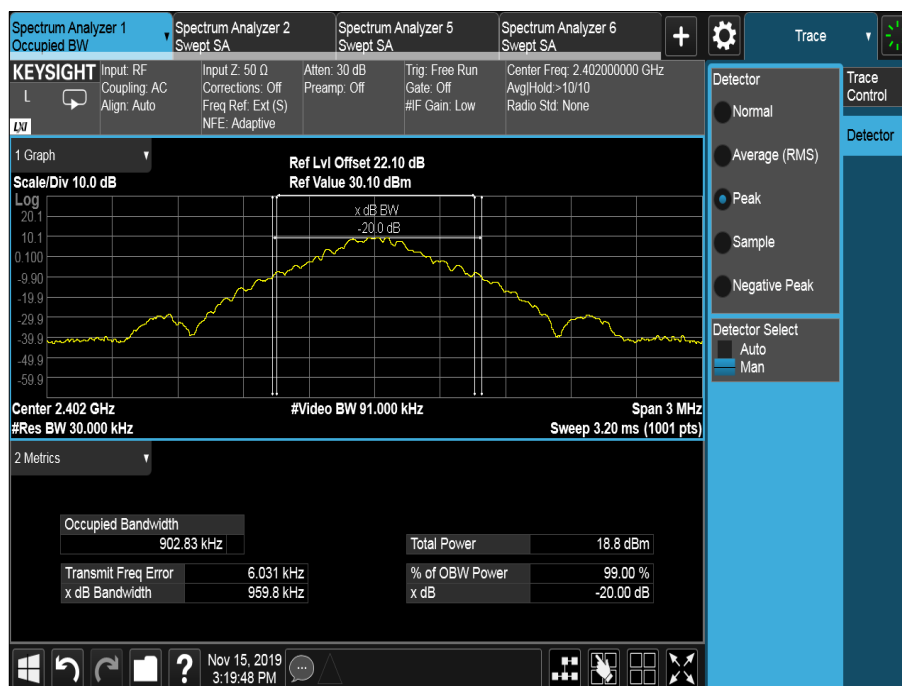 Spectrum Analyzer 1
Occupied BW
Spectrum Analyzer 2
Swept SA
Spectrum Analyzer 5
Swept SA
Spectrum Analyzer 6
Swept SA
+
Trace
KEYSIGHT
L
LXI
Input: RF
Coupling: AC
Align: Auto
Input Z: 50 Ω
Corrections: Off
Freq Ref: Ext (S)
NFE: Adaptive
Atten: 30 dB
Preamp: Off
Trig: Free Run
Gate: Off
#IF Gain: Low
Center Freq: 2.402000000 GHz
Avg|Hold:>10/10
Radio Std: None
1 Graph
Scale/Div 10.0 dB
Ref Lvl Offset 22.10 dB
Ref Value 30.10 dBm
Log
20.1
10.1
0.100
-9.90
-19.9
-29.9
-39.9
-49.9
-59.9
x dB BW
-20.0 dB
Center 2.402 GHz
#Video BW 91.000 kHz
Span 3 MHz
#Res BW 30.000 kHz
Sweep 3.20 ms (1001 pts)
2 Metrics
Occupied Bandwidth
902.83 kHz
Total Power 18.8 dBm
Transmit Freq Error 6.031 kHz
% of OBW Power 99.00 %
x dB Bandwidth 959.8 kHz
x dB -20.00 dB
Detector
Normal
Average (RMS)
Peak
Sample
Negative Peak
Detector Select
Auto
Man
Trace
Control
Detector
?
Nov 15, 2019
3:19:48 PM